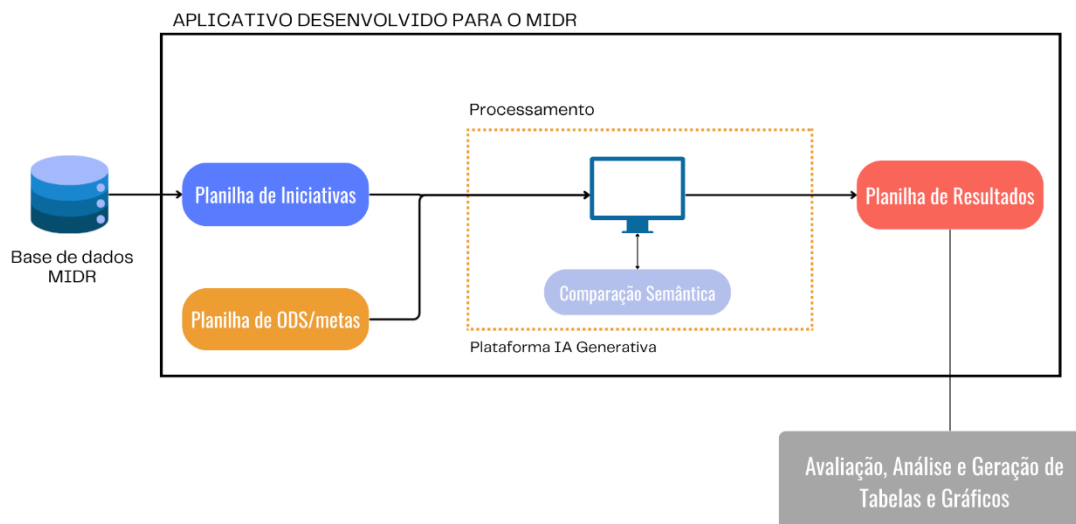 APLICATIVO DESENVOLVIDO PARA O MIDR
Processamento
Planilha de Iniciativas
Planilha de Resultados
Base de dados
MIDR
Comparação Semântica
Planilha de ODS/metas
Plataforma IA Generativa
Avaliação, Análise e Geração de
Tabelas e Gráficos